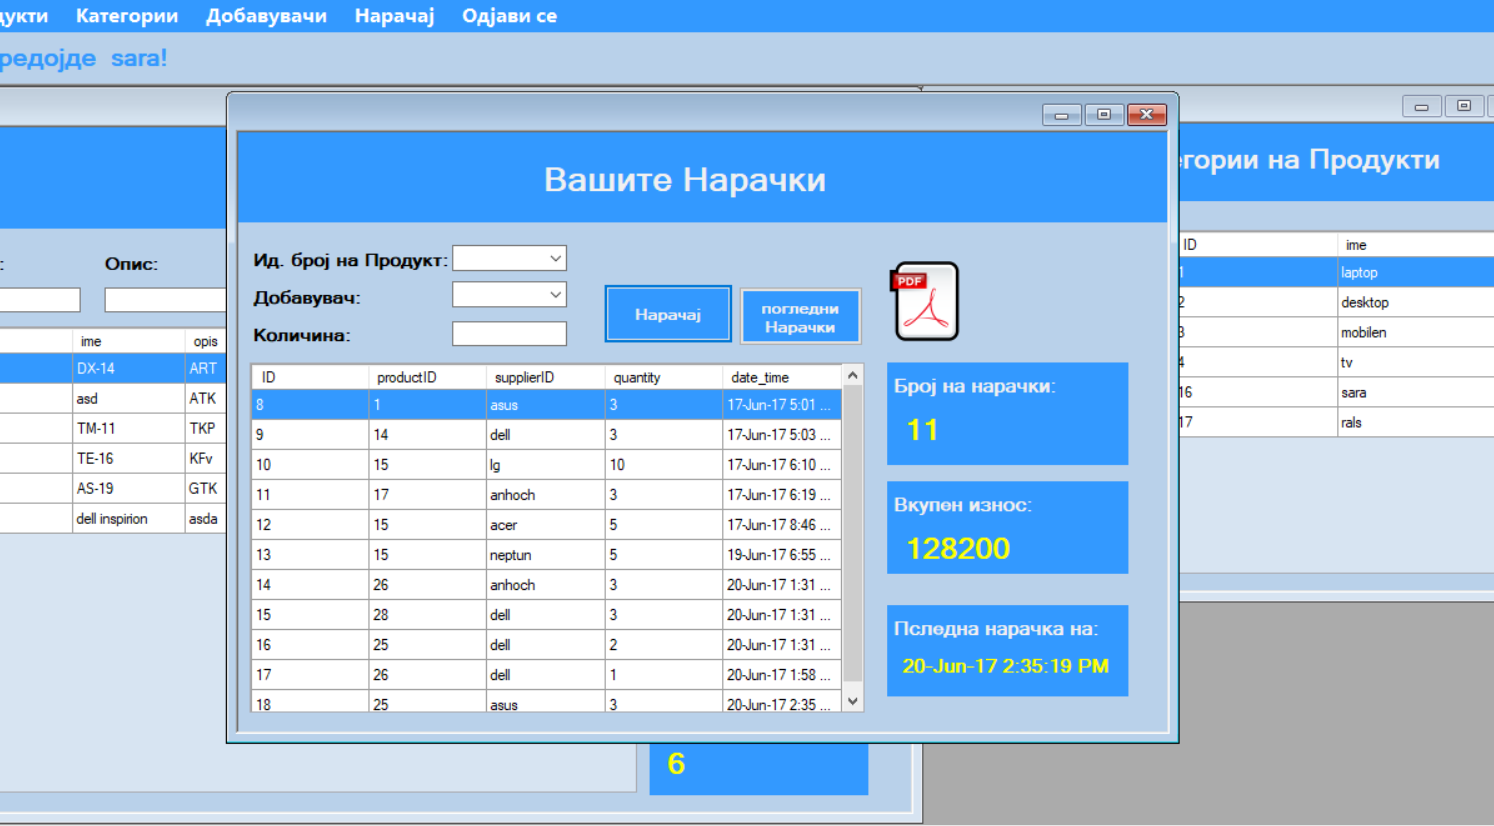 дукти Категории Добавувачи Нарачај Одјави се
редојде sara!
Вашите Нарачки
гории на Продукти
Ид. број на Продукт:
Добавувач:
Количина:
Нарачај
погледни
Нарачки
PDF
: Опис:
ime opis
DX-14 ART
asd ATK
TM-11 TKP
TE-16 KFv
AS-19 GTK
dell inspirion asda
ID productID supplierID quantity date_time
8 1 asus 3 17-Jun-17 5:01 ...
9 14 dell 3 17-Jun-17 5:03 ...
10 15 lg 10 17-Jun-17 6:10 ...
11 17 anhoch 3 17-Jun-17 6:19 ...
12 15 acer 5 17-Jun-17 8:46 ...
13 15 neptun 5 19-Jun-17 6:55 ...
14 26 anhoch 3 20-Jun-17 1:31 ...
15 28 dell 3 20-Jun-17 1:31 ...
16 25 dell 2 20-Jun-17 1:31 ...
17 26 dell 1 20-Jun-17 1:58 ...
18 25 asus 3 20-Jun-17 2:35 ...
Број на нарачки:
11
Вкупен износ:
128200
Пследна нарачка на:
20-Jun-17 2:35:19 PM
ID ime
1 laptop
2 desktop
3 mobilen
4 tv
16 sara
17 rals
6